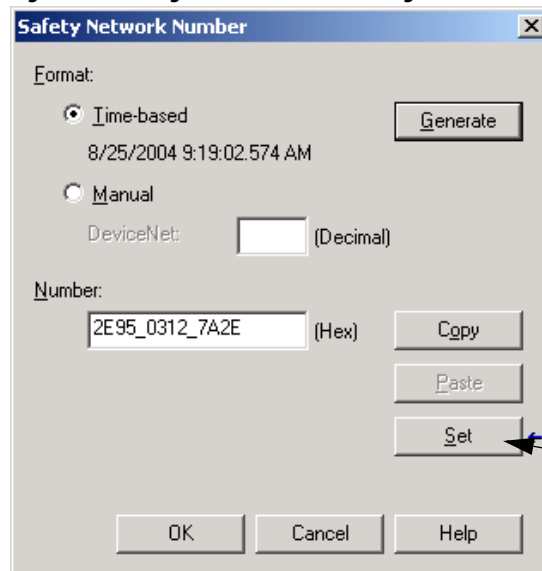 Safety Network Number
Format:
Time-based
Generate
8/25/2004 9:19:02.574 AM
Manual
DeviceNet:
(Decimal)
Number:
2E95_0312_7A2E
(Hex)
Copy
Paste
Set
OK
Cancel
Help